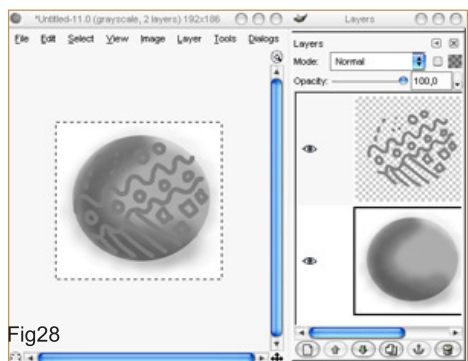 *Untitled-11.0 (grayscale, 2 layers) 192x186
File Edit Select View Image Layer Tools Dialogs
Layers
Layers
Mode: Normal
Opacity: 100,0
Fig28